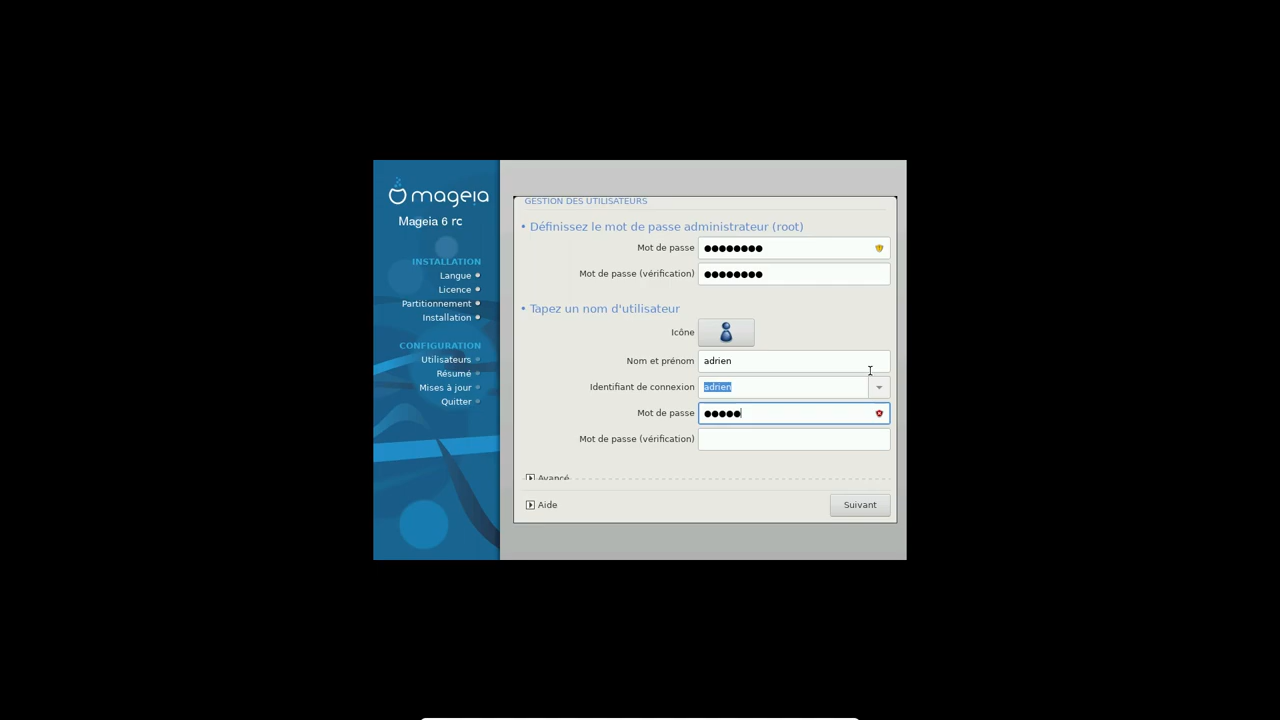 mageia
Mageia 6 rc
INSTALLATION
Langue
Licence
Partitionnement
Installation
CONFIGURATION
Utilisateurs
Résumé
Mises à jour
Quitter
GESTION DES UTILISATEURS
• Définissez le mot de passe administrateur (root)
Mot de passe ●●●●●●●●
Mot de passe (vérification) ●●●●●●●●
• Tapez un nom d'utilisateur
Icône
Nom et prénom adrien
Identifiant de connexion adrien
Mot de passe ●●●●●
Mot de passe (vérification)
Avancé
Aide
Suivant